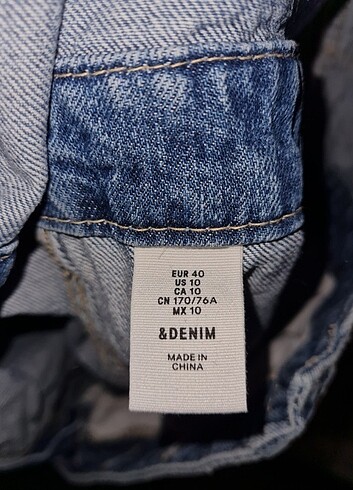 EUR 40
US 10
CA 10
CN 170/76A
MX 10
&DENIM
MADE IN
CHINA